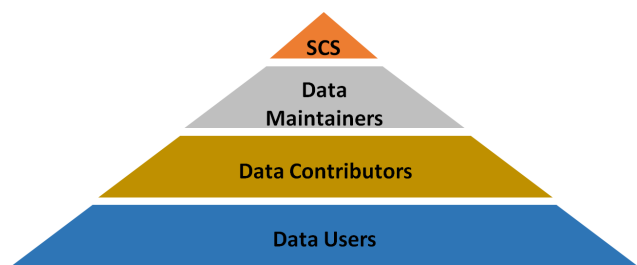 SCS
Data
Maintainers
Data Contributors
Data Users